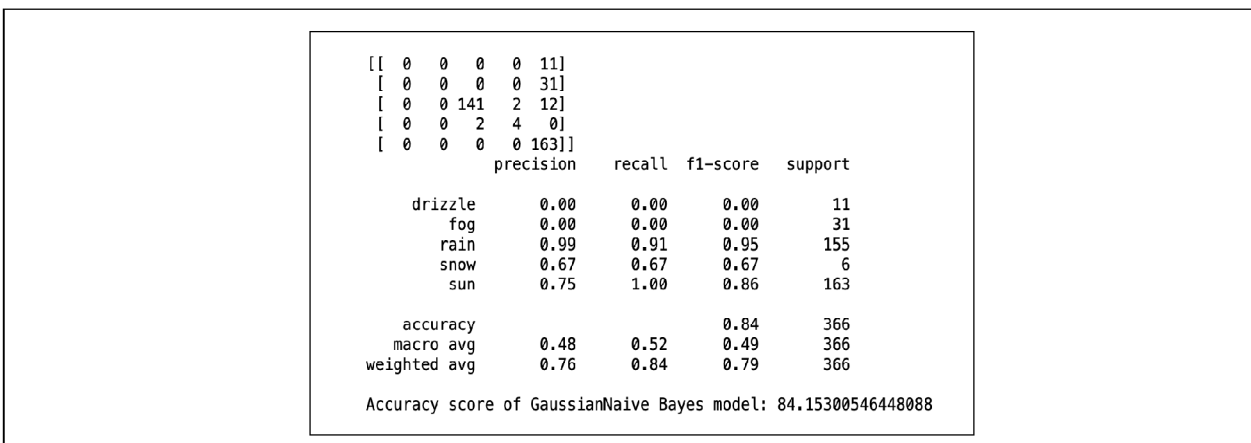 [[ 0 0 0 0 11]
[ 0 0 0 0 31]
[ 0 0 141 2 12]
[ 0 0 2 4 0]
[ 0 0 0 0 163]]
precision recall f1-score support
drizzle 0.00 0.00 0.00 11
fog 0.00 0.00 0.00 31
rain 0.99 0.91 0.95 155
snow 0.67 0.67 0.67 6
sun 0.75 1.00 0.86 163
accuracy 0.84 366
macro avg 0.48 0.52 0.49 366
weighted avg 0.76 0.84 0.79 366
Accuracy score of GaussianNaive Bayes model: 84.15300546448088